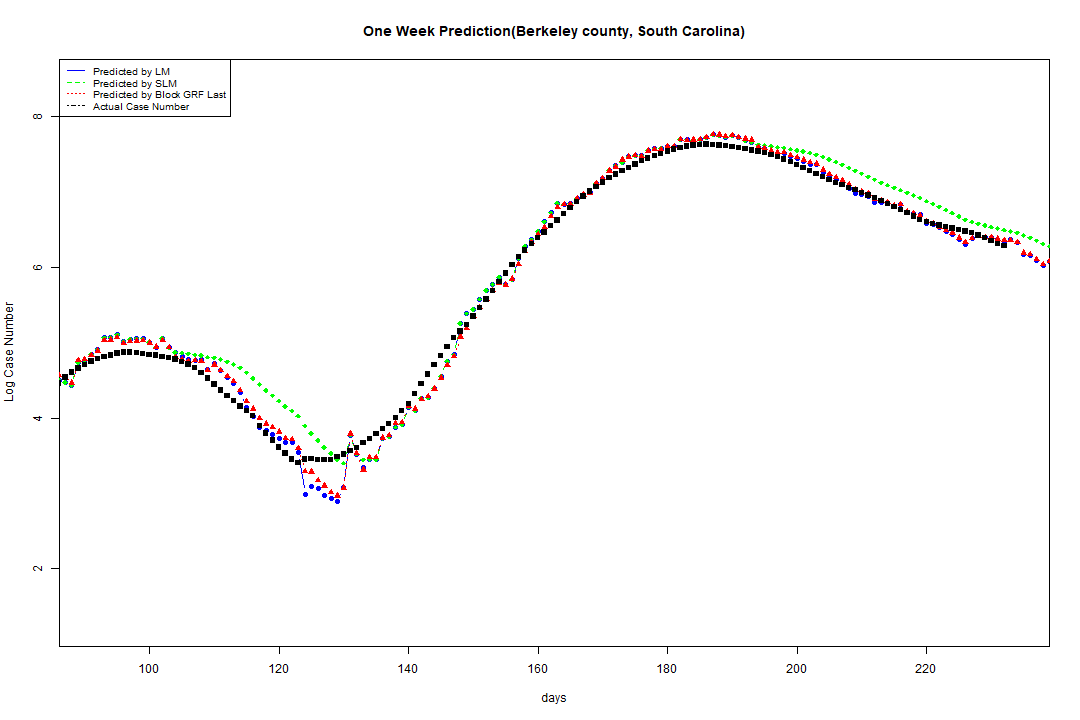 One Week Prediction(Berkeley county, South Carolina)
Predicted by LM
Predicted by SLM
Predicted by Block GRF Last
Actual Case Number
8
6
4
2
Log Case Number
100 120 140 160 180 200 220
days